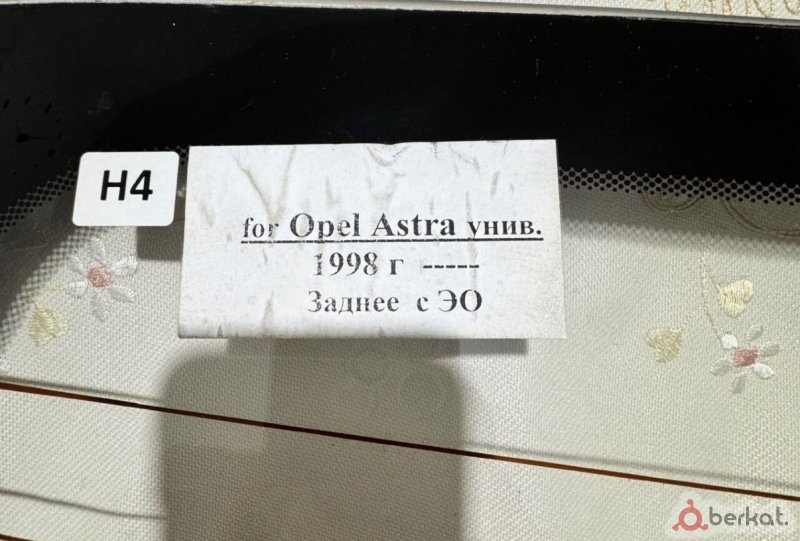 H4
for Opel Astra унив.
1998 г -----
Заднее с ЭО
berkat.